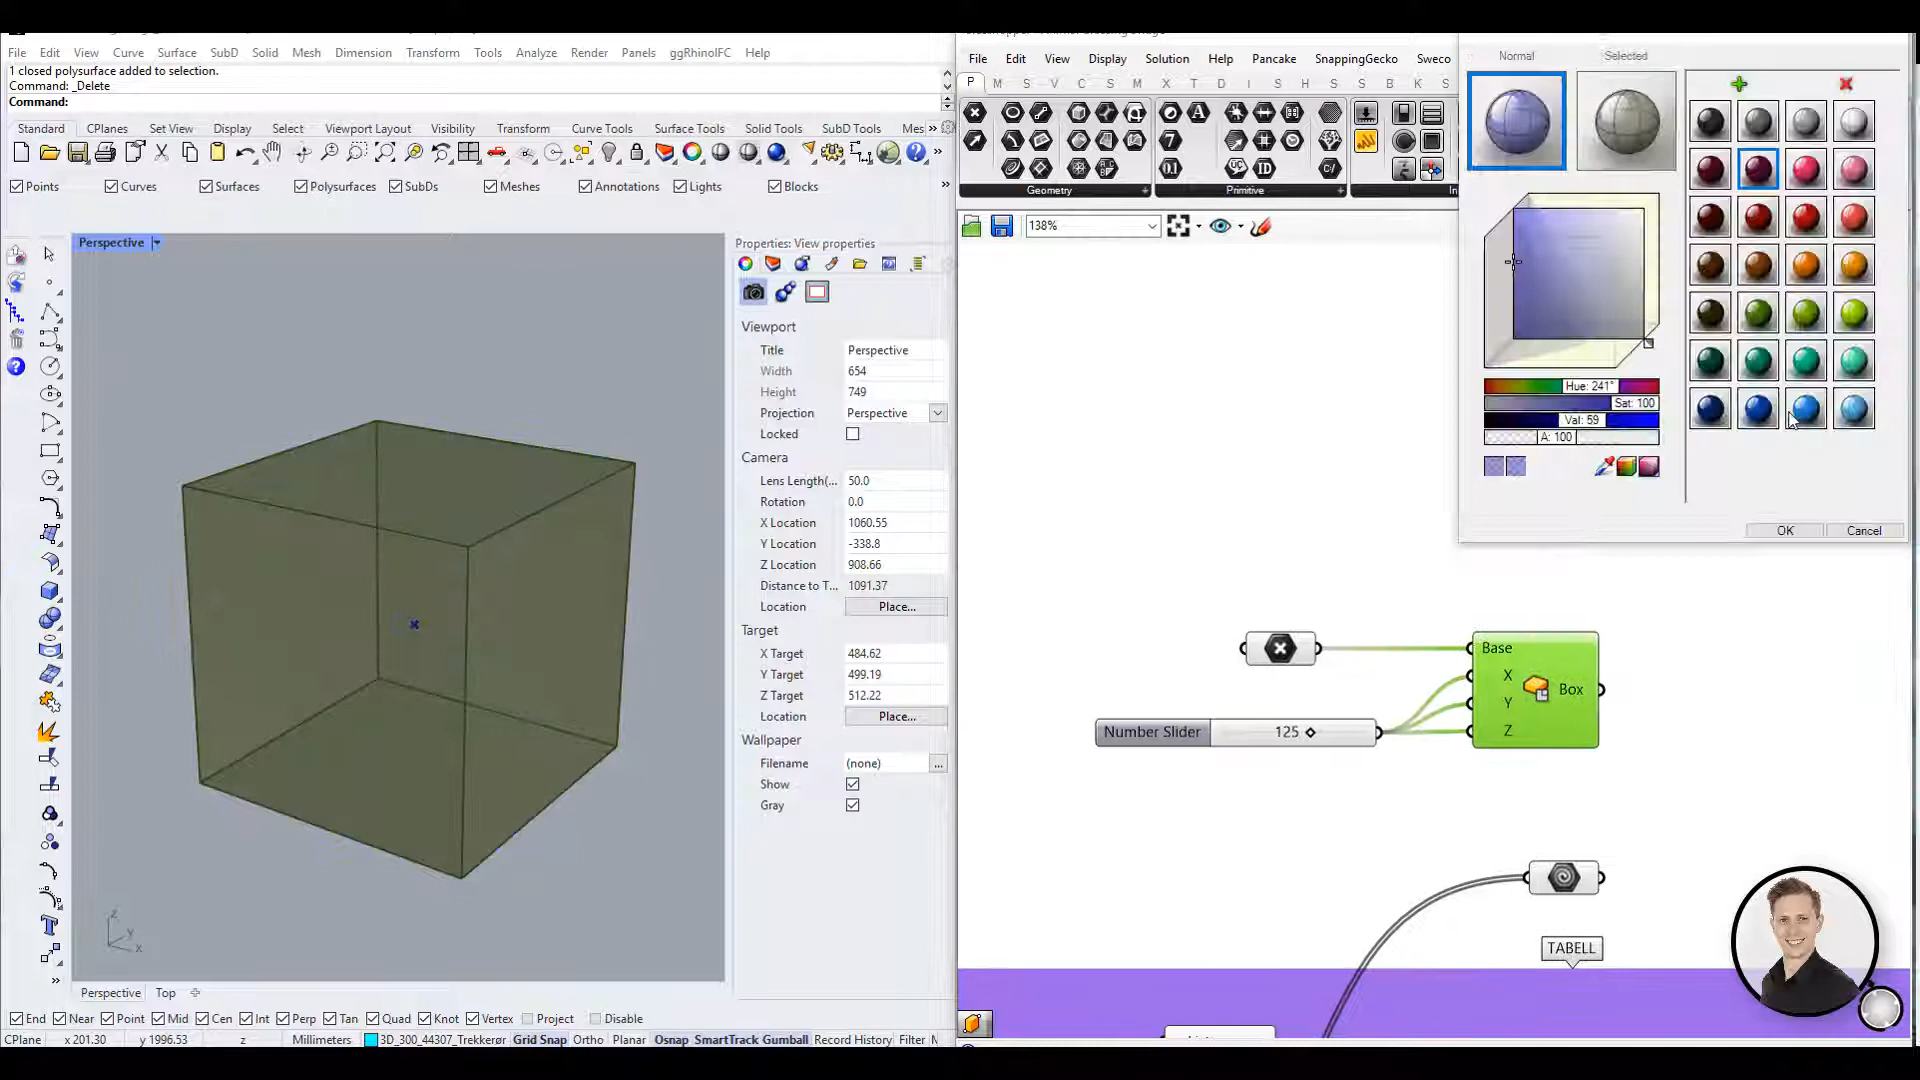 File Edit View Curve Surface SubD Solid Mesh Dimension Transform Tools Analyze Render Panels ggRhinoIFC Help
1 closed polysurface added to selection.
Command: _Delete
Command:
Standard CPlanes Set View Display Select Viewport Layout Visibility Transform Curve Tools Surface Tools Solid Tools SubD Tools Mes »
Points Curves Surfaces Polysurfaces SubDs Meshes Annotations Lights Blocks »
Perspective
Properties: View properties
Viewport
Title Perspective
Width 654
Height 749
Projection Perspective
Locked
Camera
Lens Length(... 50.0
Rotation 0.0
X Location 1060.55
Y Location -338.8
Z Location 908.66
Distance to T... 1091.37
Location Place...
Target
X Target 484.62
Y Target 499.19
Z Target 512.22
Location Place...
Wallpaper
Filename (none) ...
Show
Gray
z
y
x
Perspective Top
End Near Point Mid Cen Int Perp Tan Quad Knot Vertex Project Disable
CPlane x 201.30 y 1996.53 z Millimeters 3D_300_44307_Trekkerør Grid Snap Ortho Planar Osnap SmartTrack Gumball Record History Filter
File Edit View Display Solution Help Pancake SnappingGecko Sweco
P M S V C S M X T D I S S B K S
Geometry Primitive In
138%
Normal Selected
Hue: 241°
Sat: 100
Val: 59
A: 100
OK Cancel
Base
X
Y
Z
Box
Number Slider 125
TABELL